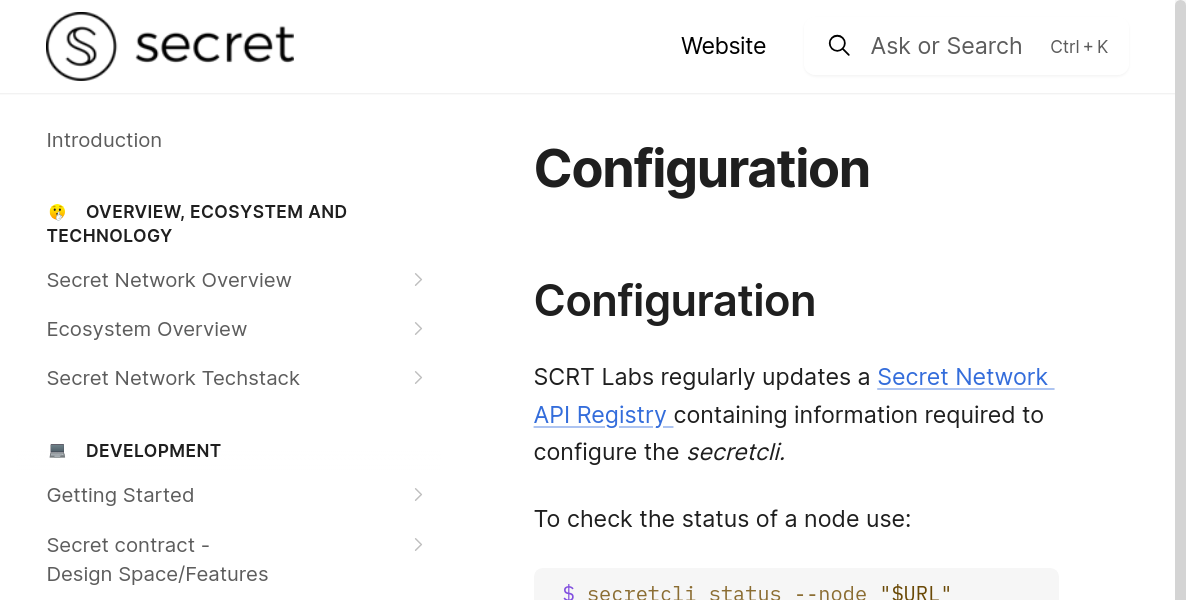 secret
Website
Ask or Search Ctrl + K
Introduction
OVERVIEW, ECOSYSTEM AND
TECHNOLOGY
Secret Network Overview
Ecosystem Overview
Secret Network Techstack
DEVELOPMENT
Getting Started
Secret contract -
Design Space/Features
Configuration
Configuration
SCRT Labs regularly updates a Secret Network
API Registry containing information required to
configure the secretcli.
To check the status of a node use:
$ secretcli status --node "$URL"